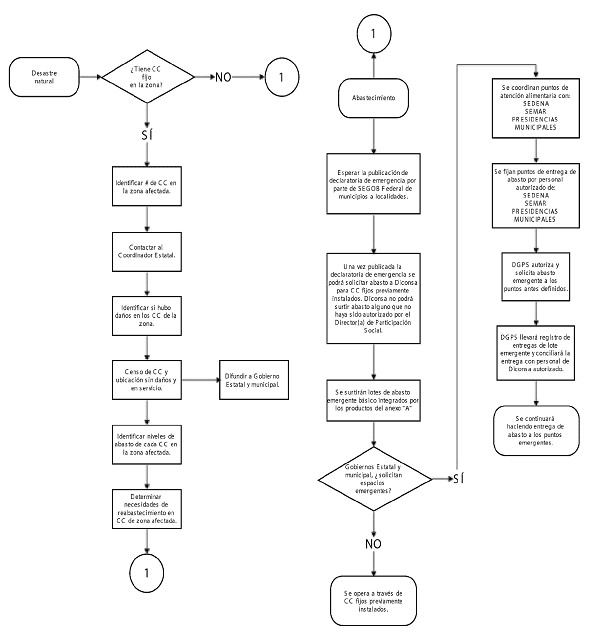 Desastre
natural
¿Tiene CC
fijo
en la zona?
NO
1
SÍ
Identificar # de CC en
la zona afectada.
Contactar al
Coordinador Estatal.
Identificar si hubo
daños en los CC de la
zona.
Censo de CC y
ubicación sin daños y
en servicio.
Difundir a Gobierno
Estatal y municipal.
Identificar niveles de
abasto de cada CC en
la zona afectada.
Determinar
necesidades de
reabastecimiento en
CC de zona afectada.
1
1
Abastecimiento
Esperar la publicación de
declaratoria de emergencia por
parte de SEGOB Federal de
municipios a localidades.
Una vez publicada la
declaratoria de emergencia se
podrá solicitar abasto a Diconsa
para CC fijos previamente
instalados. Diconsa no podrá
surtir abasto alguno que no
haya sido autorizado por el
Director(a) de Participación
Social.
Se surtirán lotes de abasto
emergente básico integrados por
los productos del anexo "A"
Gobiernos Estatal y
municipal, ¿solicitan
espacios
emergentes?
SÍ
NO
Se opera a través de
CC fijos previamente
instalados.
Se coordinan puntos de
atención alimentaria con:
SEDENA
SEMAR
PRESIDENCIAS
MUNICIPALES
Se fijan puntos de entrega de
abasto por personal
autorizado de:
SEDENA
SEMAR
PRESIDENCIAS
MUNICIPALES
DGPS autoriza y
solicita abasto
emergente a los
puntos antes definidos.
DGPS llevará registro de
entregas de lote
emergente y conciliará la
entrega con personal de
Diconsa autorizado.
Se continuará
haciendo entrega de
abasto a los puntos
emergentes.